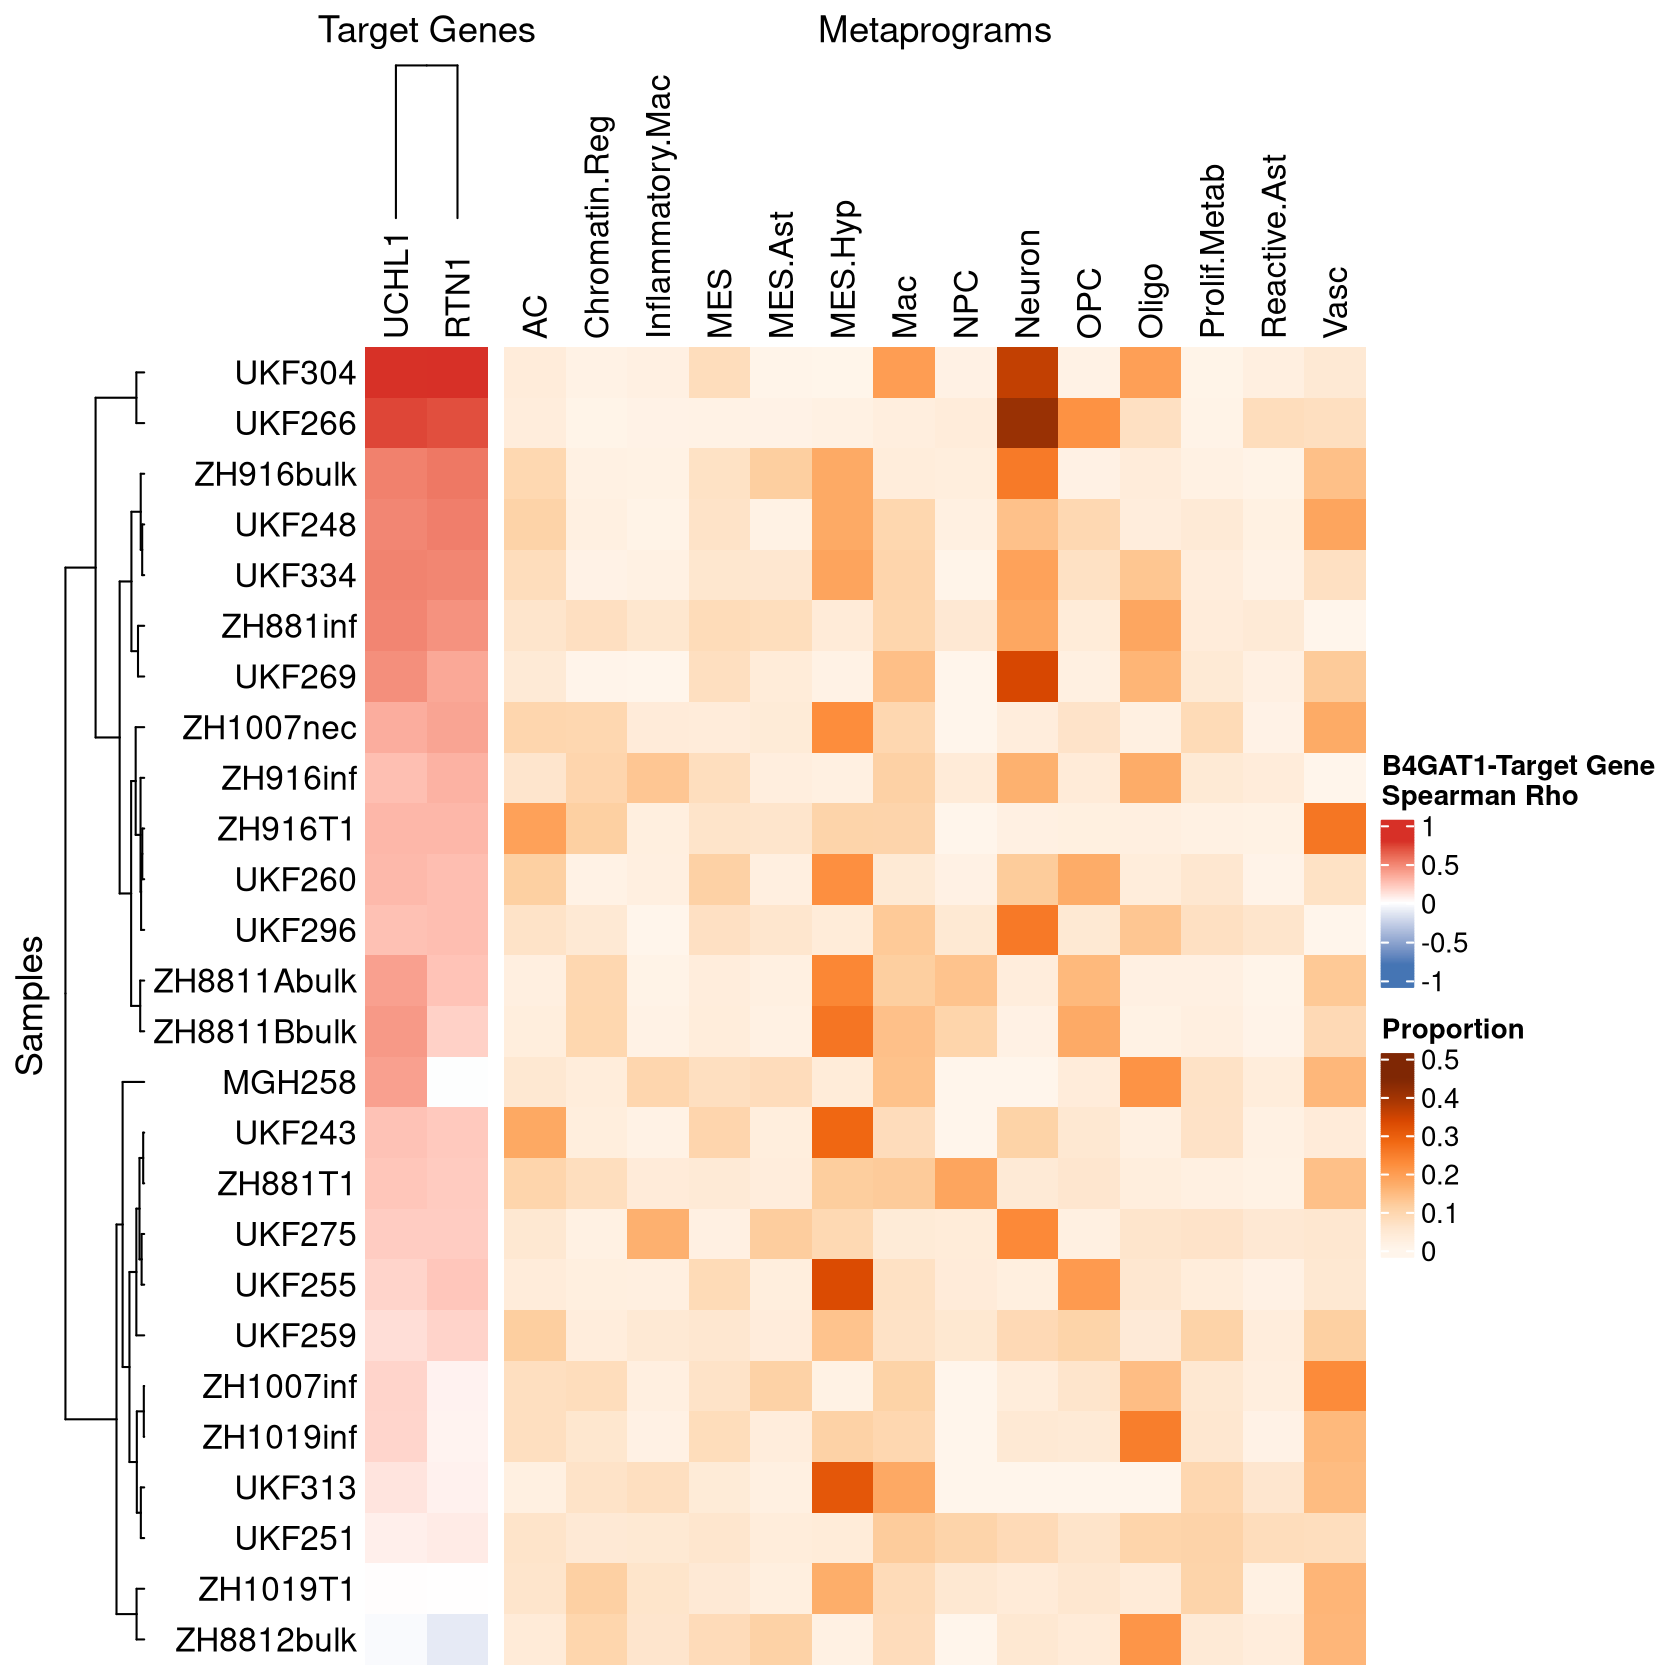 Target Genes
Metaprograms
UCHL1
RTN1
AC
Chromatin.Reg
Inflammatory.Mac
MES
MES.Ast
MES.Hyp
Mac
NPC
Neuron
OPC
Oligo
Prolif.Metab
Reactive.Ast
Vasc
Samples
UKF304
UKF266
ZH916bulk
UKF248
UKF334
ZH881inf
UKF269
ZH1007nec
ZH916inf
ZH916T1
UKF260
UKF296
ZH8811Abulk
ZH8811Bbulk
MGH258
UKF243
ZH881T1
UKF275
UKF255
UKF259
ZH1007inf
ZH1019inf
UKF313
UKF251
ZH1019T1
ZH8812bulk
B4GAT1-Target Gene
Spearman Rho
1
0.5
0
-0.5
-1
Proportion
0.5
0.4
0.3
0.2
0.1
0